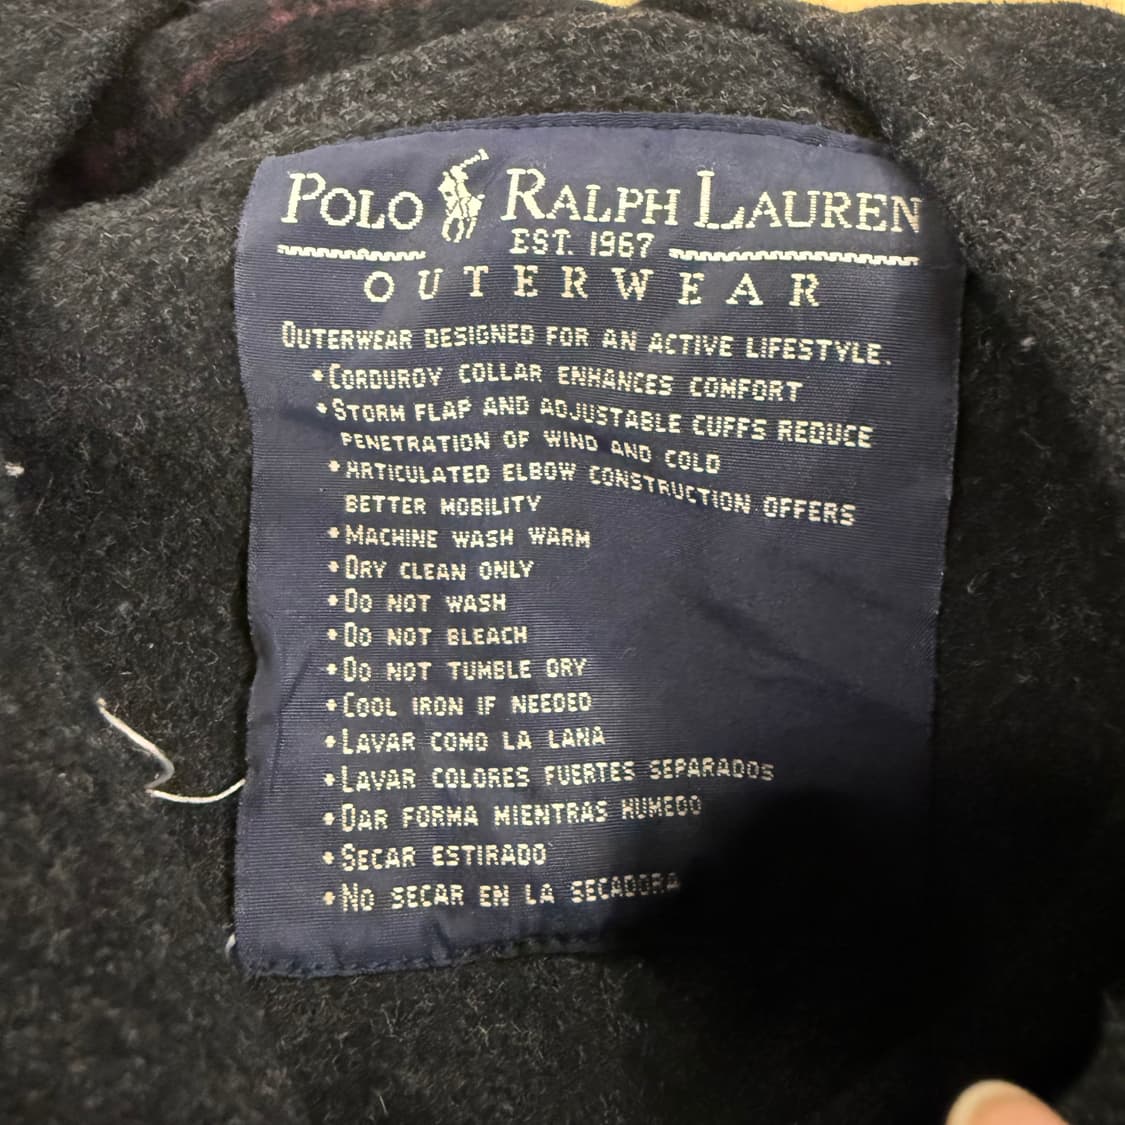 POLO RALPH LAUREN
EST. 1967
OUTERWEAR
OUTERWEAR DESIGNED FOR AN ACTIVE LIFESTYLE.
•CORDUROY COLLAR ENHANCES COMFORT
•STORM FLAP AND ADJUSTABLE CUFFS REDUCE
PENETRATION OF WIND AND COLD
•ARTICULATED ELBOW CONSTRUCTION OFFERS
BETTER MOBILITY
•MACHINE WASH WARM
•DRY CLEAN ONLY
•DO NOT WASH
•DO NOT BLEACH
•DO NOT TUMBLE DRY
•COOL IRON IF NEEDED
•LAVAR COMO LA LANA
•LAVAR COLORES FUERTES SEPARADOS
•DAR FORMA MIENTRAS HUMEDO
•SECAR ESTIRADO
•NO SECAR EN LA SECADORA